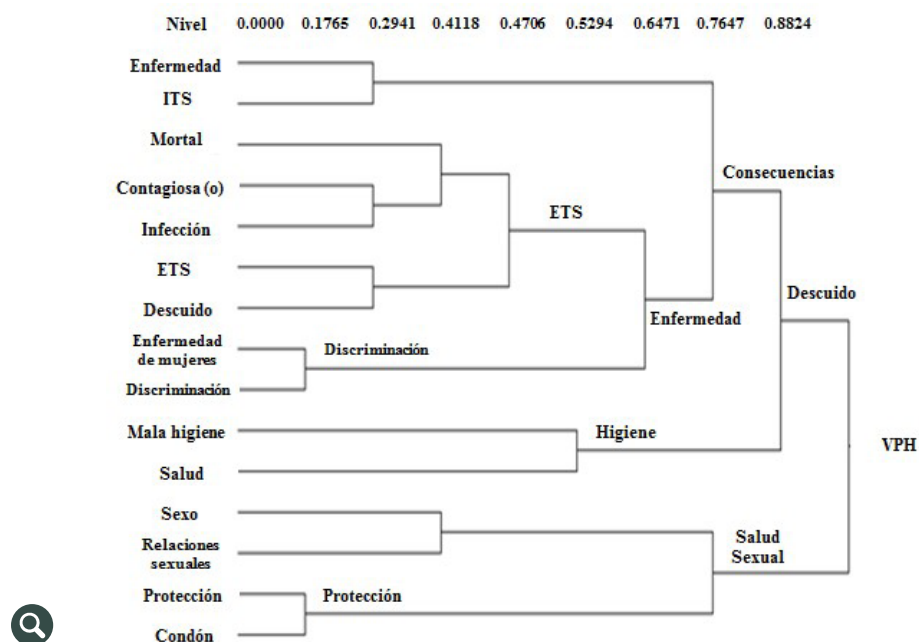 Nivel 0.0000 0.1765 0.2941 0.4118 0.4706 0.5294 0.6471 0.7647 0.8824
Enfermedad
ITS
Mortal
Consecuencias
Contagiosa (o)
ETS
Infección
ETS
Descuido
Descuido
Enfermedad
Enfermedad
de mujeres
Discriminación
Discriminación
Mala higiene
Higiene
VPH
Salud
Sexo
Salud
Sexual
Relaciones
sexuales
Protección
Protección
Condón